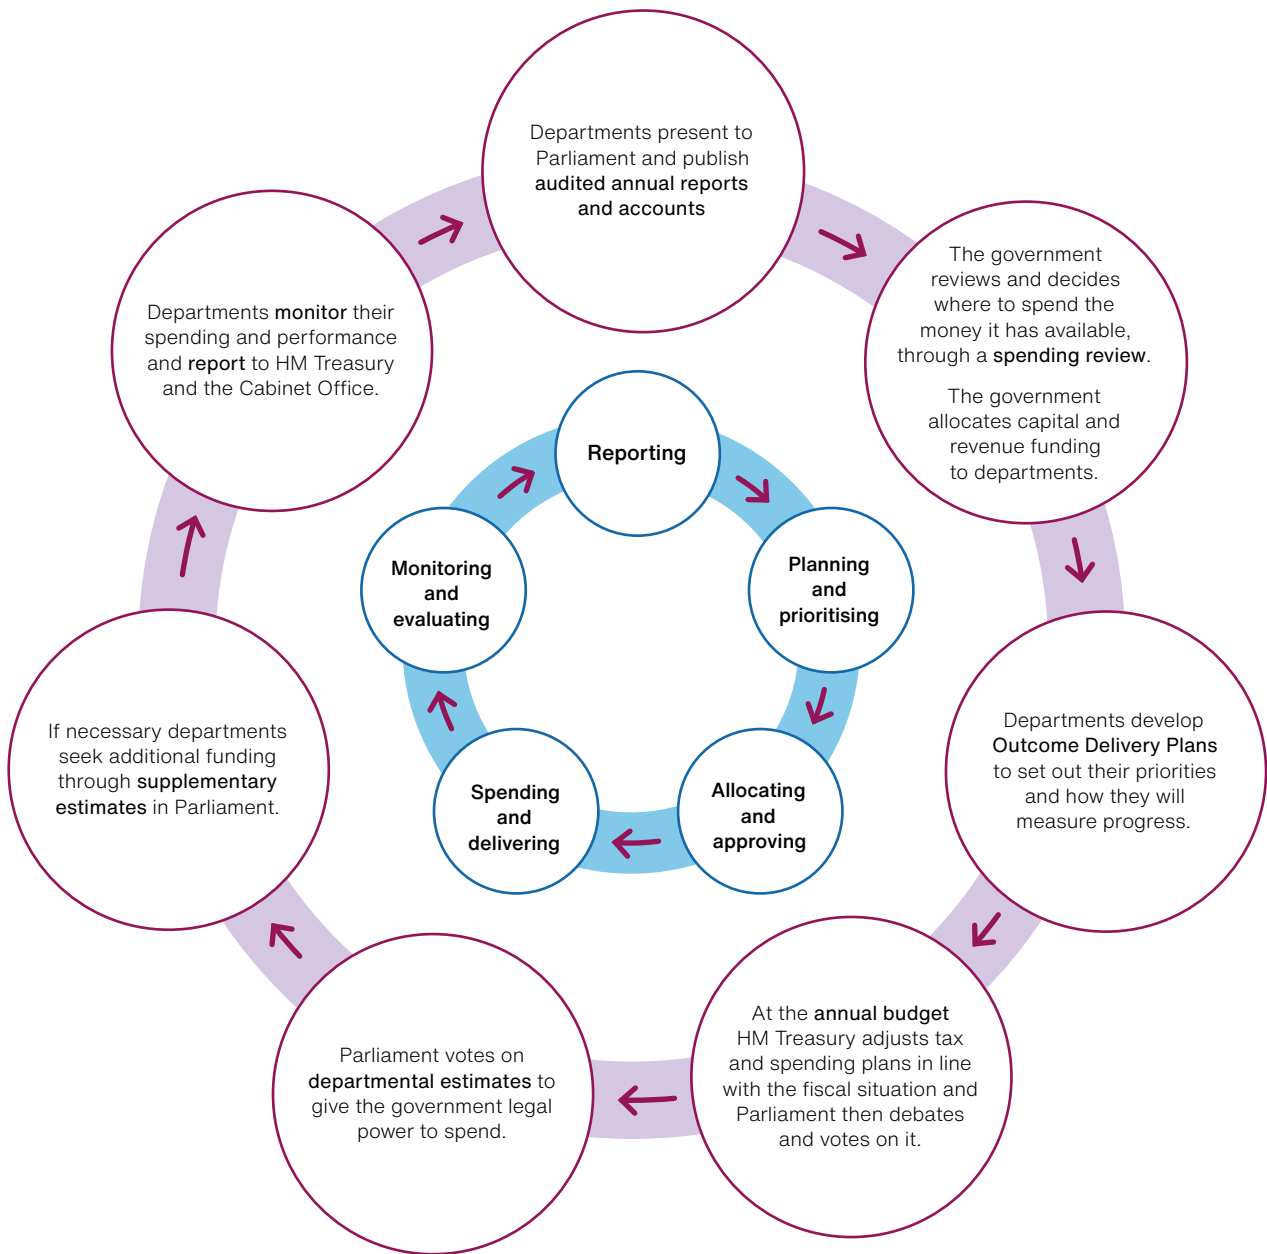 Departments present to
Parliament and publish
audited annual reports
and accounts
The government
reviews and decides
where to spend the
money it has available,
through a spending review.
The government
allocates capital and
revenue funding
to departments.
Departments develop
Outcome Delivery Plans
to set out their priorities
and how they will
measure progress.
At the annual budget
HM Treasury adjusts tax
and spending plans in line
with the fiscal situation and
Parliament then debates
and votes on it.
Parliament votes on
departmental estimates to
give the government legal
power to spend.
If necessary departments
seek additional funding
through supplementary
estimates in Parliament.
Departments monitor their
spending and performance
and report to HM Treasury
and the Cabinet Office.
Reporting
Planning
and
prioritising
Allocating
and
approving
Spending
and
delivering
Monitoring
and
evaluating